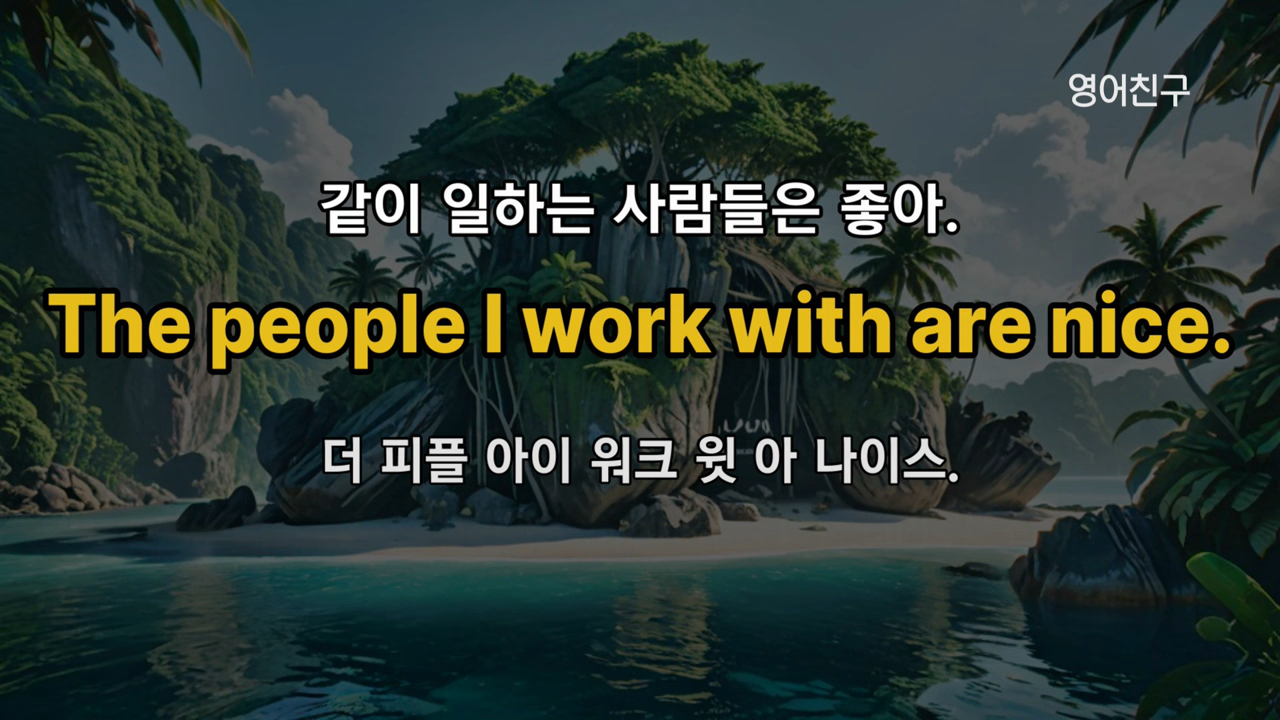 영어친구
같이 일하는 사람들은 좋아.
The people I work with are nice.
더 피플 아이 워크 윗 아 나이스.